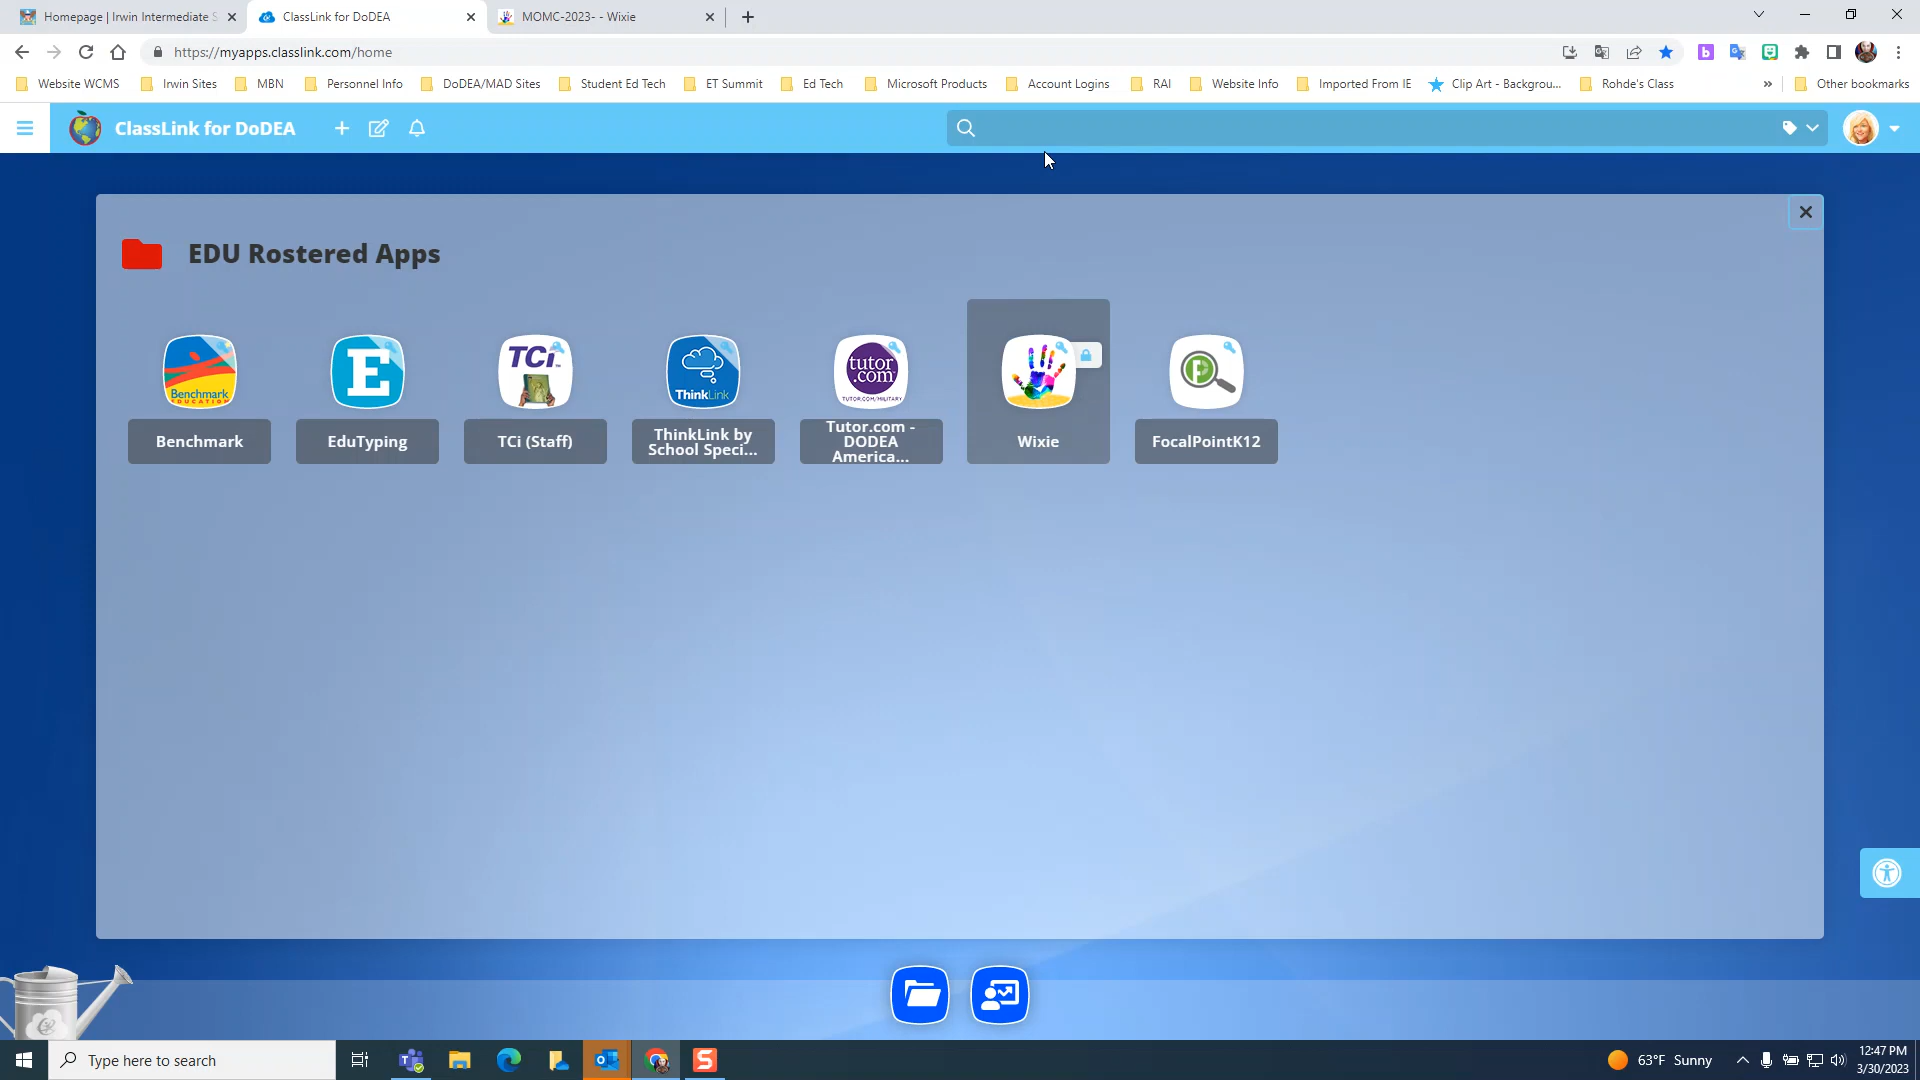 Homepage | Irwin Intermediate S
ClassLink for DoDEA
MOMC-2023- - Wixie
https://myapps.classlink.com/home
Website WCMS
Irwin Sites
MBN
Personnel Info
DoDEA/MAD Sites
Student Ed Tech
ET Summit
Ed Tech
Microsoft Products
Account Logins
RAI
Website Info
Imported From IE
Clip Art - Backgrou...
Rohde's Class
»
Other bookmarks
ClassLink for DoDEA
EDU Rostered Apps
Benchmark
EDUCATION
E
TCi
ThinkLink
tutor
.com
TUTOR.COM/MILITARY
Benchmark
EduTyping
TCi (Staff)
ThinkLink by
School Speci...
Tutor.com -
DODEA
America...
Wixie
FocalPointK12
Type here to search
63°F Sunny
12:47 PM
3/30/2023